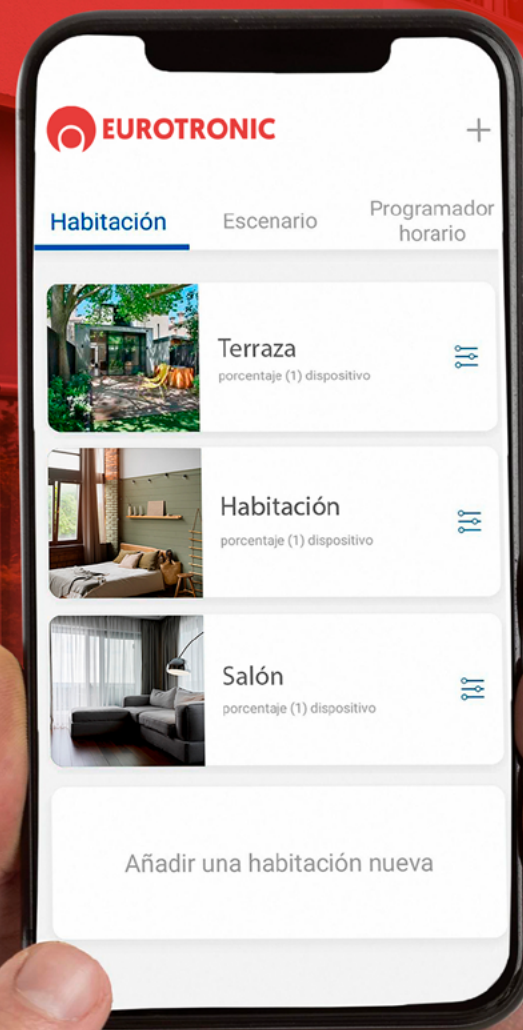 EUROTRONIC
+
Habitación
Escenario
Programador
horario
Terraza
porcentaje (1) dispositivo
Habitación
porcentaje (1) dispositivo
Salón
porcentaje (1) dispositivo
Añadir una habitación nueva